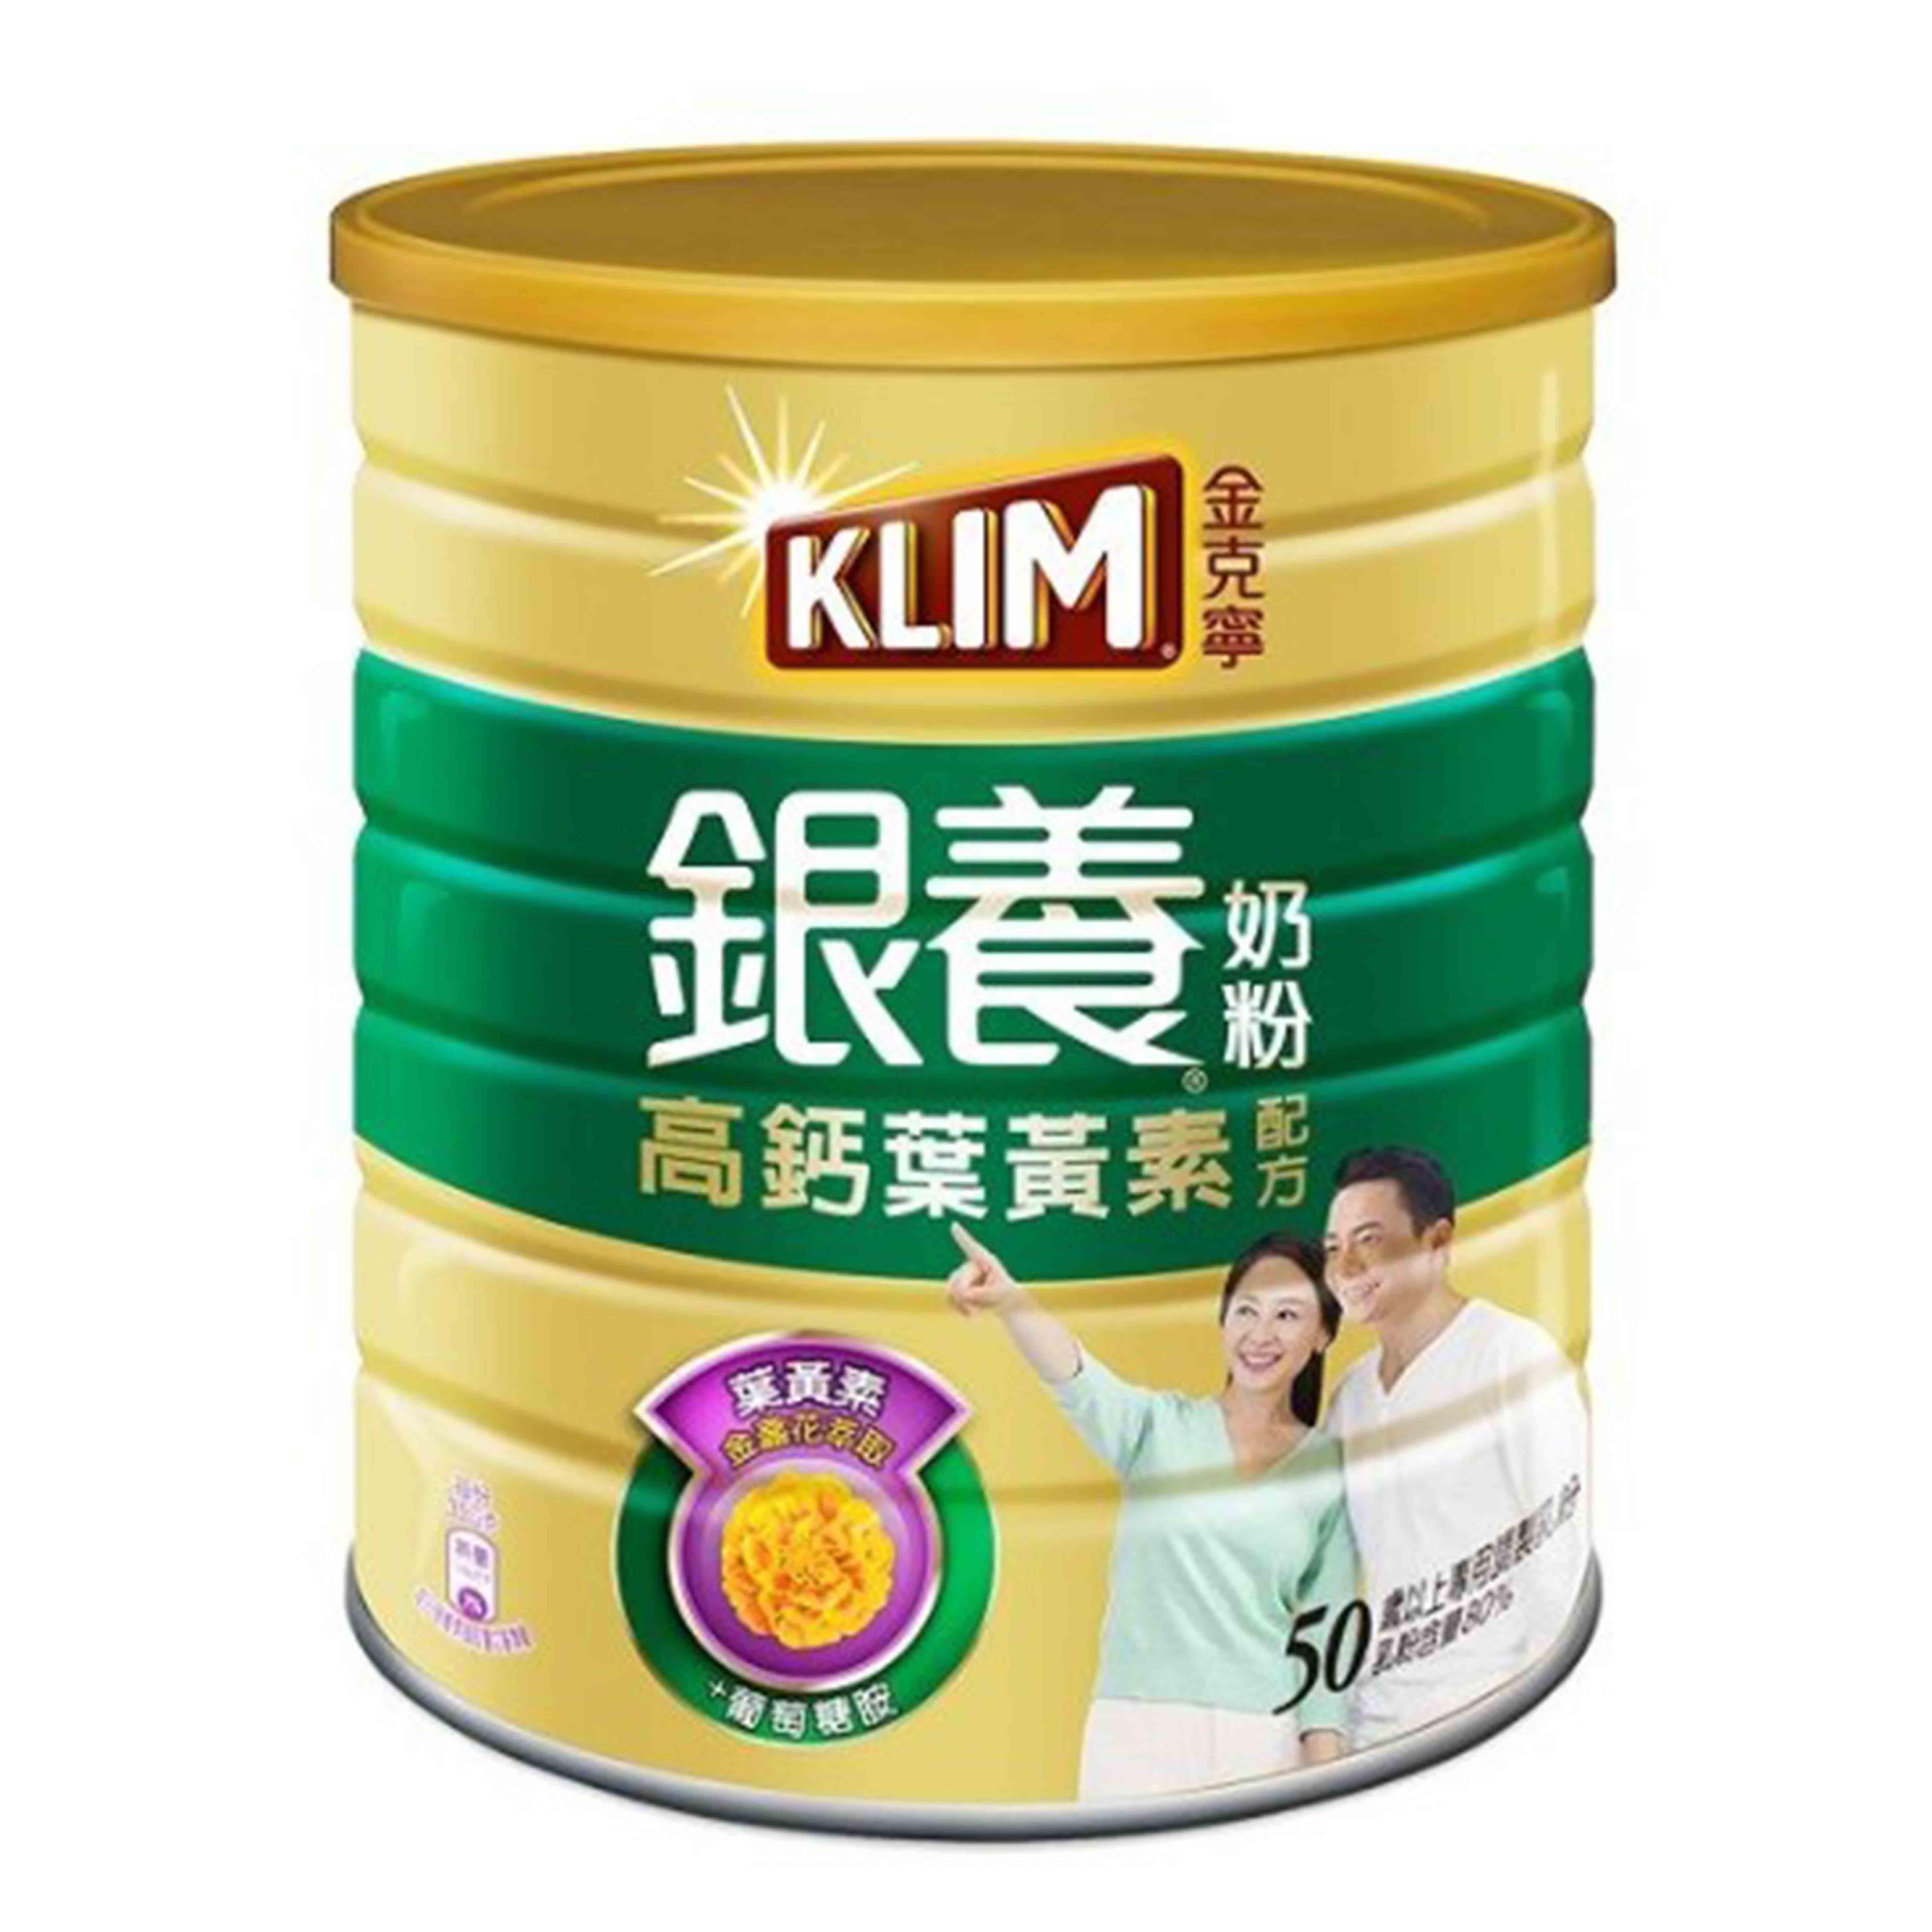 KLIM
金克寧
銀養
奶粉
高鈣葉黃素
配方
葉黃素
金盞花萃取
+葡萄糖胺
50
歲以上專用調製乳粉
乳粉含量80%